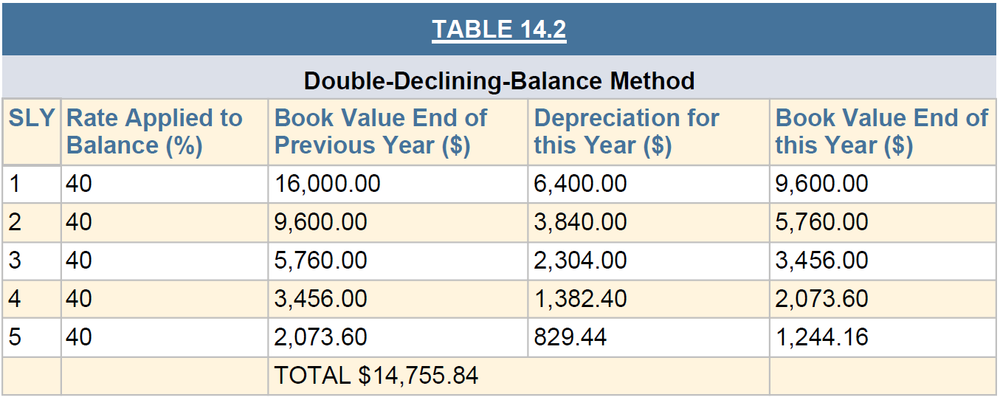 TABLE 14.2
Double-Declining-Balance Method
SLY Rate Applied to Balance (%) Book Value End of Previous Year ($) Depreciation for this Year ($) Book Value End of this Year ($)
1 40 16,000.00 6,400.00 9,600.00
2 40 9,600.00 3,840.00 5,760.00
3 40 5,760.00 2,304.00 3,456.00
4 40 3,456.00 1,382.40 2,073.60
5 40 2,073.60 829.44 1,244.16
TOTAL $14,755.84